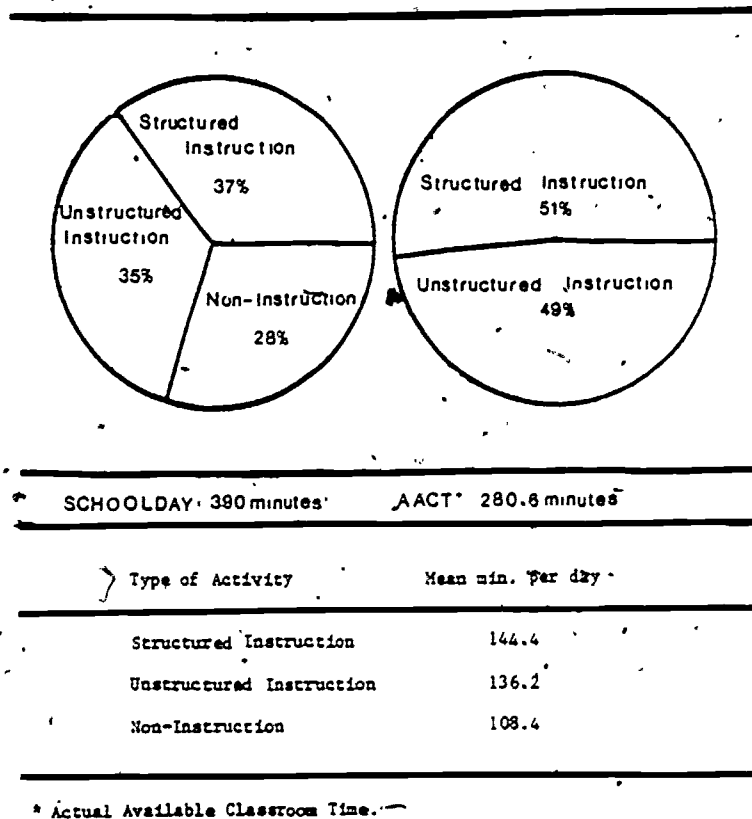 Structured
Instruction
37%
Unstructured
Instruction
35%
Non-Instruction
28%
Structured Instruction
51%
Unstructured Instruction
49%
SCHOOLDAY: 390 minutes
AACT* 280.6 minutes
Type of Activity Mean min. per day
Structured Instruction 144.4
Unstructured Instruction 136.2
Non-Instruction 108.4
* Actual Available Classroom Time.